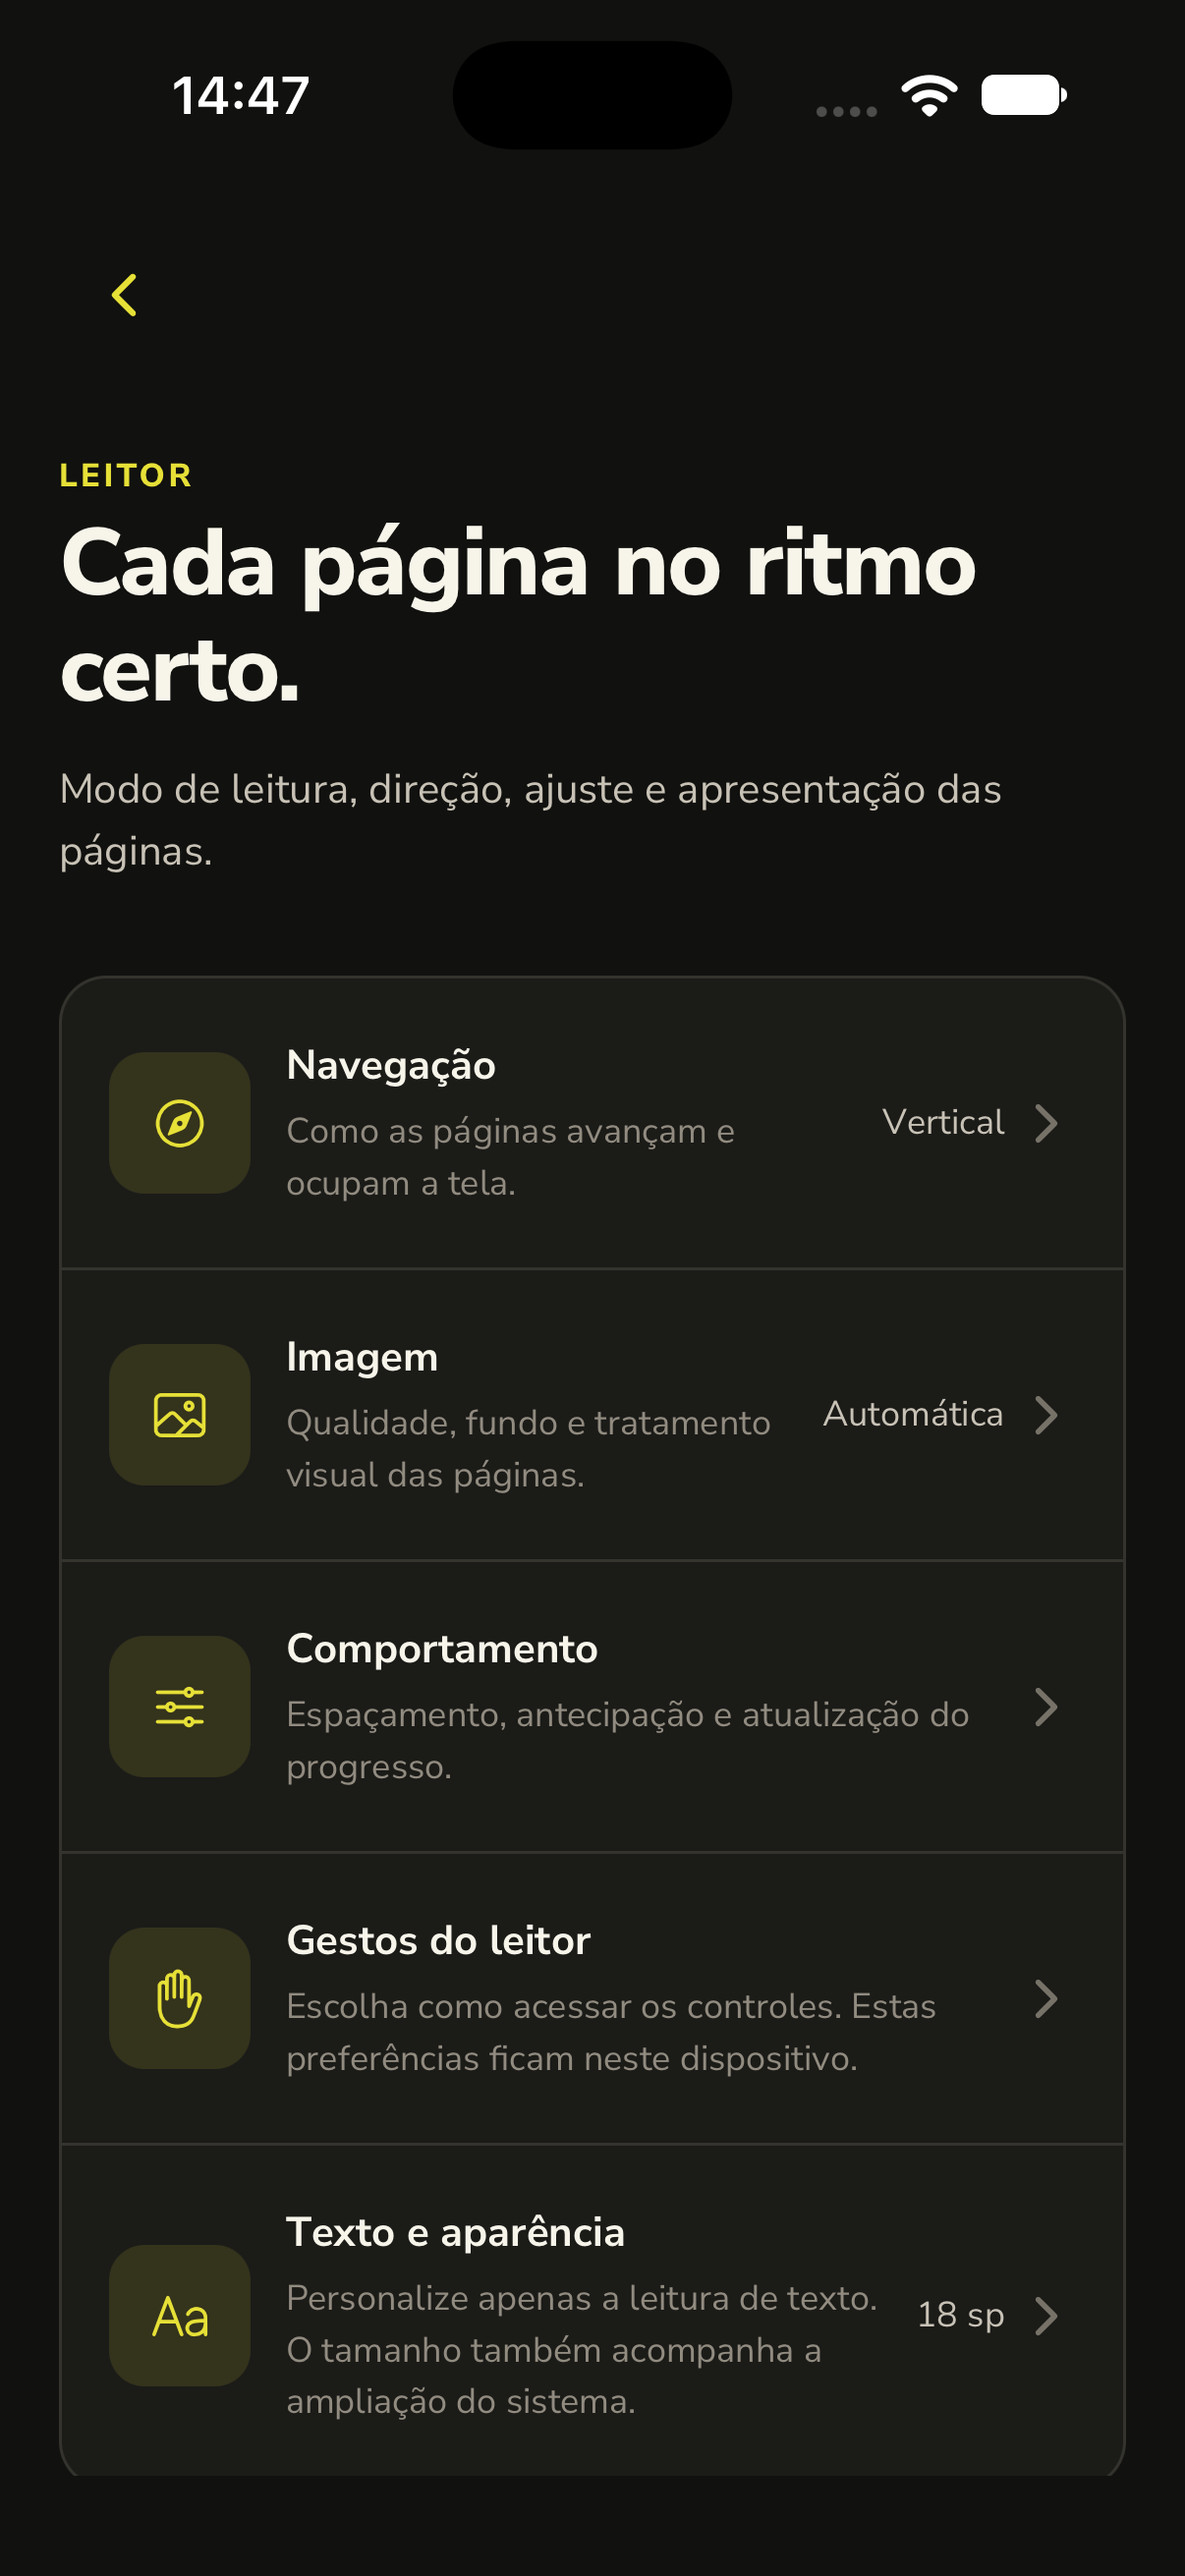 14:47
LEITOR
Cada página no ritmo
certo.
Modo de leitura, direção, ajuste e apresentação das
páginas.
Navegação
Como as páginas avançam e
ocupam a tela.
Vertical
Imagem
Qualidade, fundo e tratamento
visual das páginas.
Automática
Comportamento
Espaçamento, antecipação e atualização do
progresso.
Gestos do leitor
Escolha como acessar os controles. Estas
preferências ficam neste dispositivo.
Aa
Texto e aparência
Personalize apenas a leitura de texto.
O tamanho também acompanha a
ampliação do sistema.
18 sp